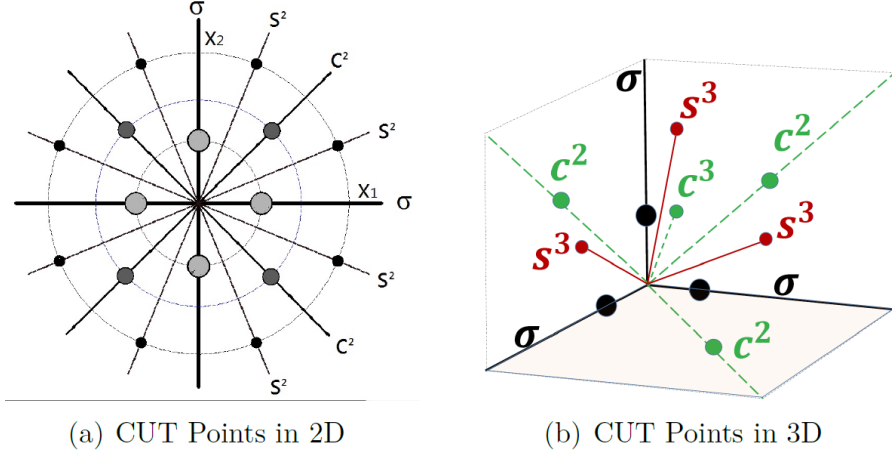 σ
X₂
S²
C²
S²
X₁
σ
S²
C²
S²
(a) CUT Points in 2D
σ
s³
c²
c²
c³
s³
s³
σ
σ
c²
(b) CUT Points in 3D